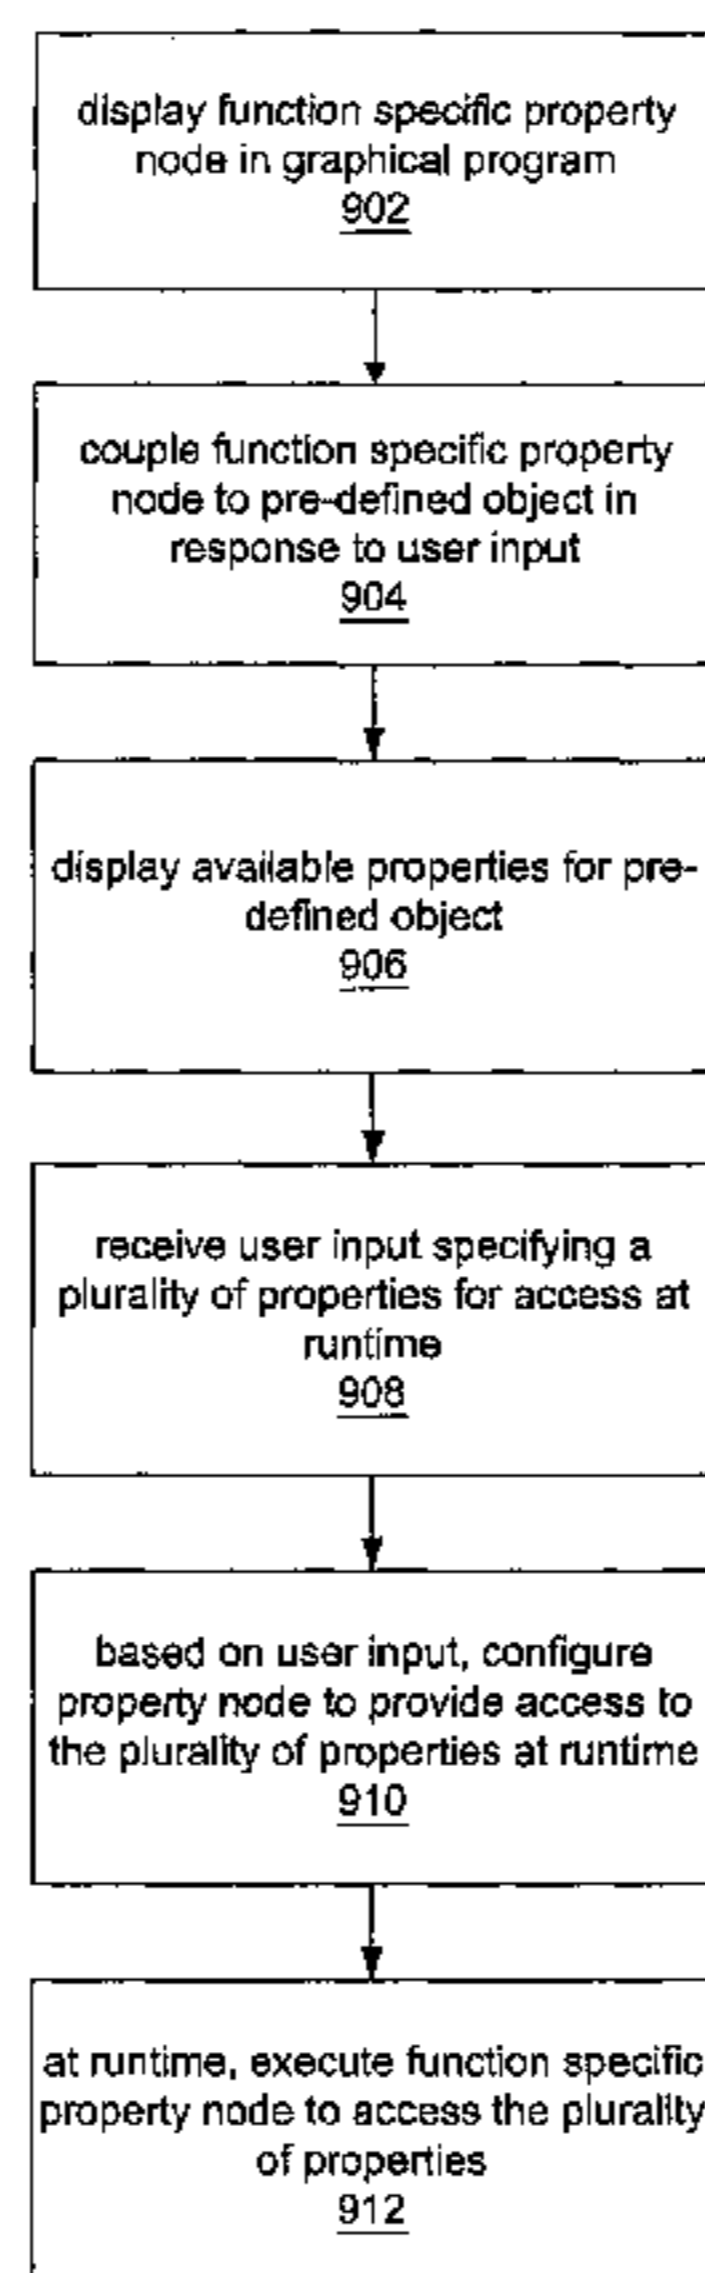 display function specific property
node in graphical program
902
couple function specific property
node to pre-defined object in
response to user input
904
display available properties for pre-
defined object
906
receive user input specifying a
plurality of properties for access at
runtime
908
based on user input, configure
property node to provide access to
the plurality of properties at runtime
910
at runtime, execute function specific
property node to access the plurality
of properties
912